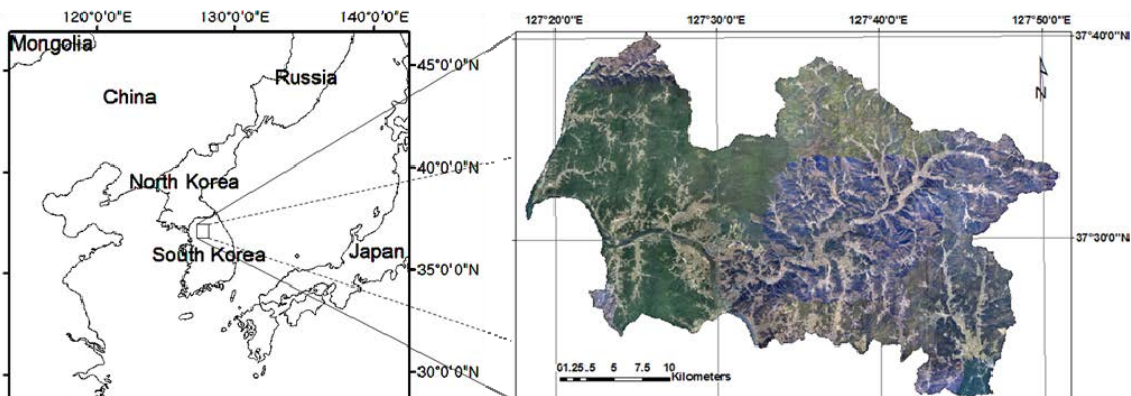 120°0'0"E 130°0'0"E 140°0'0"E
Mongolia
Russia
45°0'0"N
China
40°0'0"N
North Korea
South Korea
Japan
35°0'0"N
30°0'0"N
127°20'0"E 127°30'0"E 127°40'0"E 127°50'0"E
37°40'0"N
N
37°30'0"N
01.25.5 5 7.5 10
Kilometers